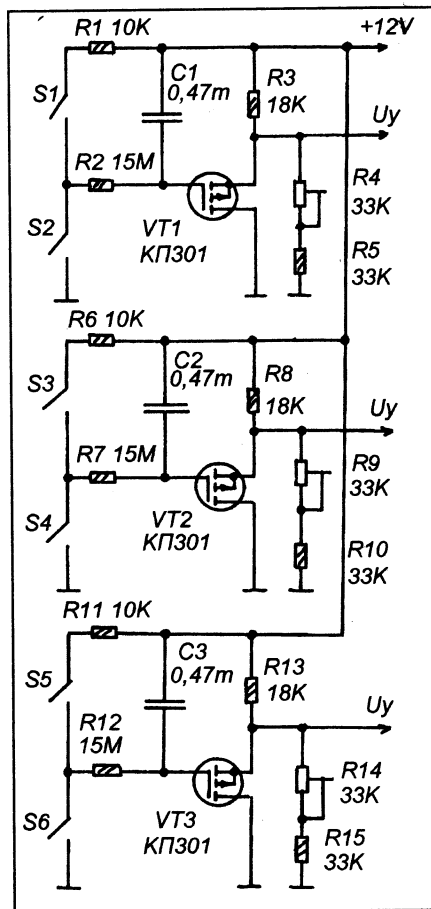 R1 10K
+12V
C1
0,47m
R3
18K
S1
Uy
R2 15M
R4
33K
S2
VT1
КП301
R5
33K
R6 10K
C2
0,47m
R8
18K
S3
Uy
R7 15M
R9
33K
S4
VT2
КП301
R10
33K
R11 10K
C3
0,47m
R13
18K
S5
Uy
R12
15M
R14
33K
S6
VT3
КП301
R15
33K